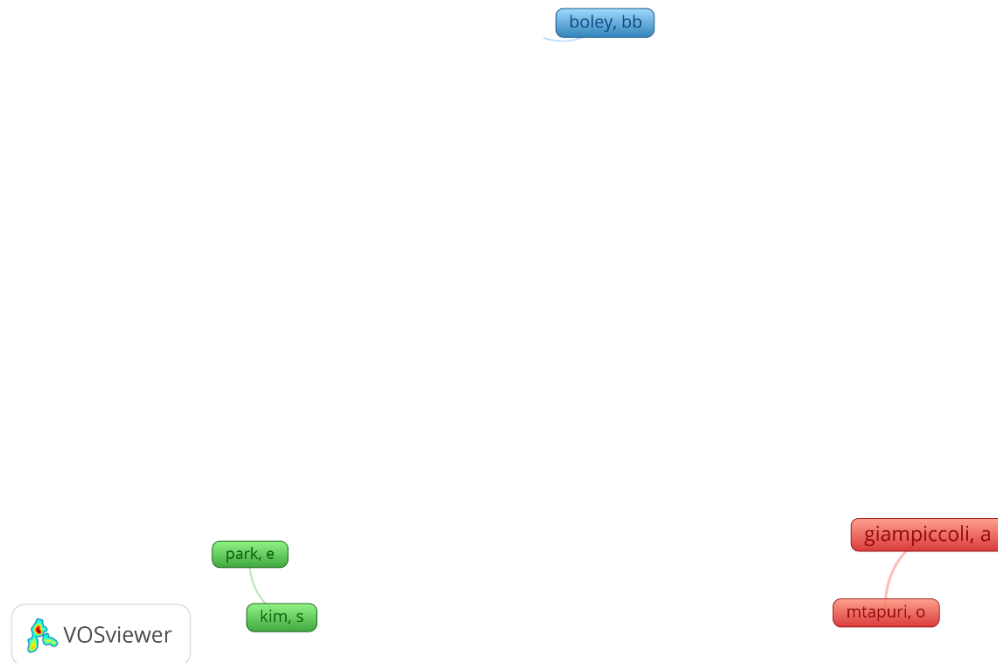 boley, bb
giampiccoli, a
park, e
mtapuri, o
kim, s
VOSviewer